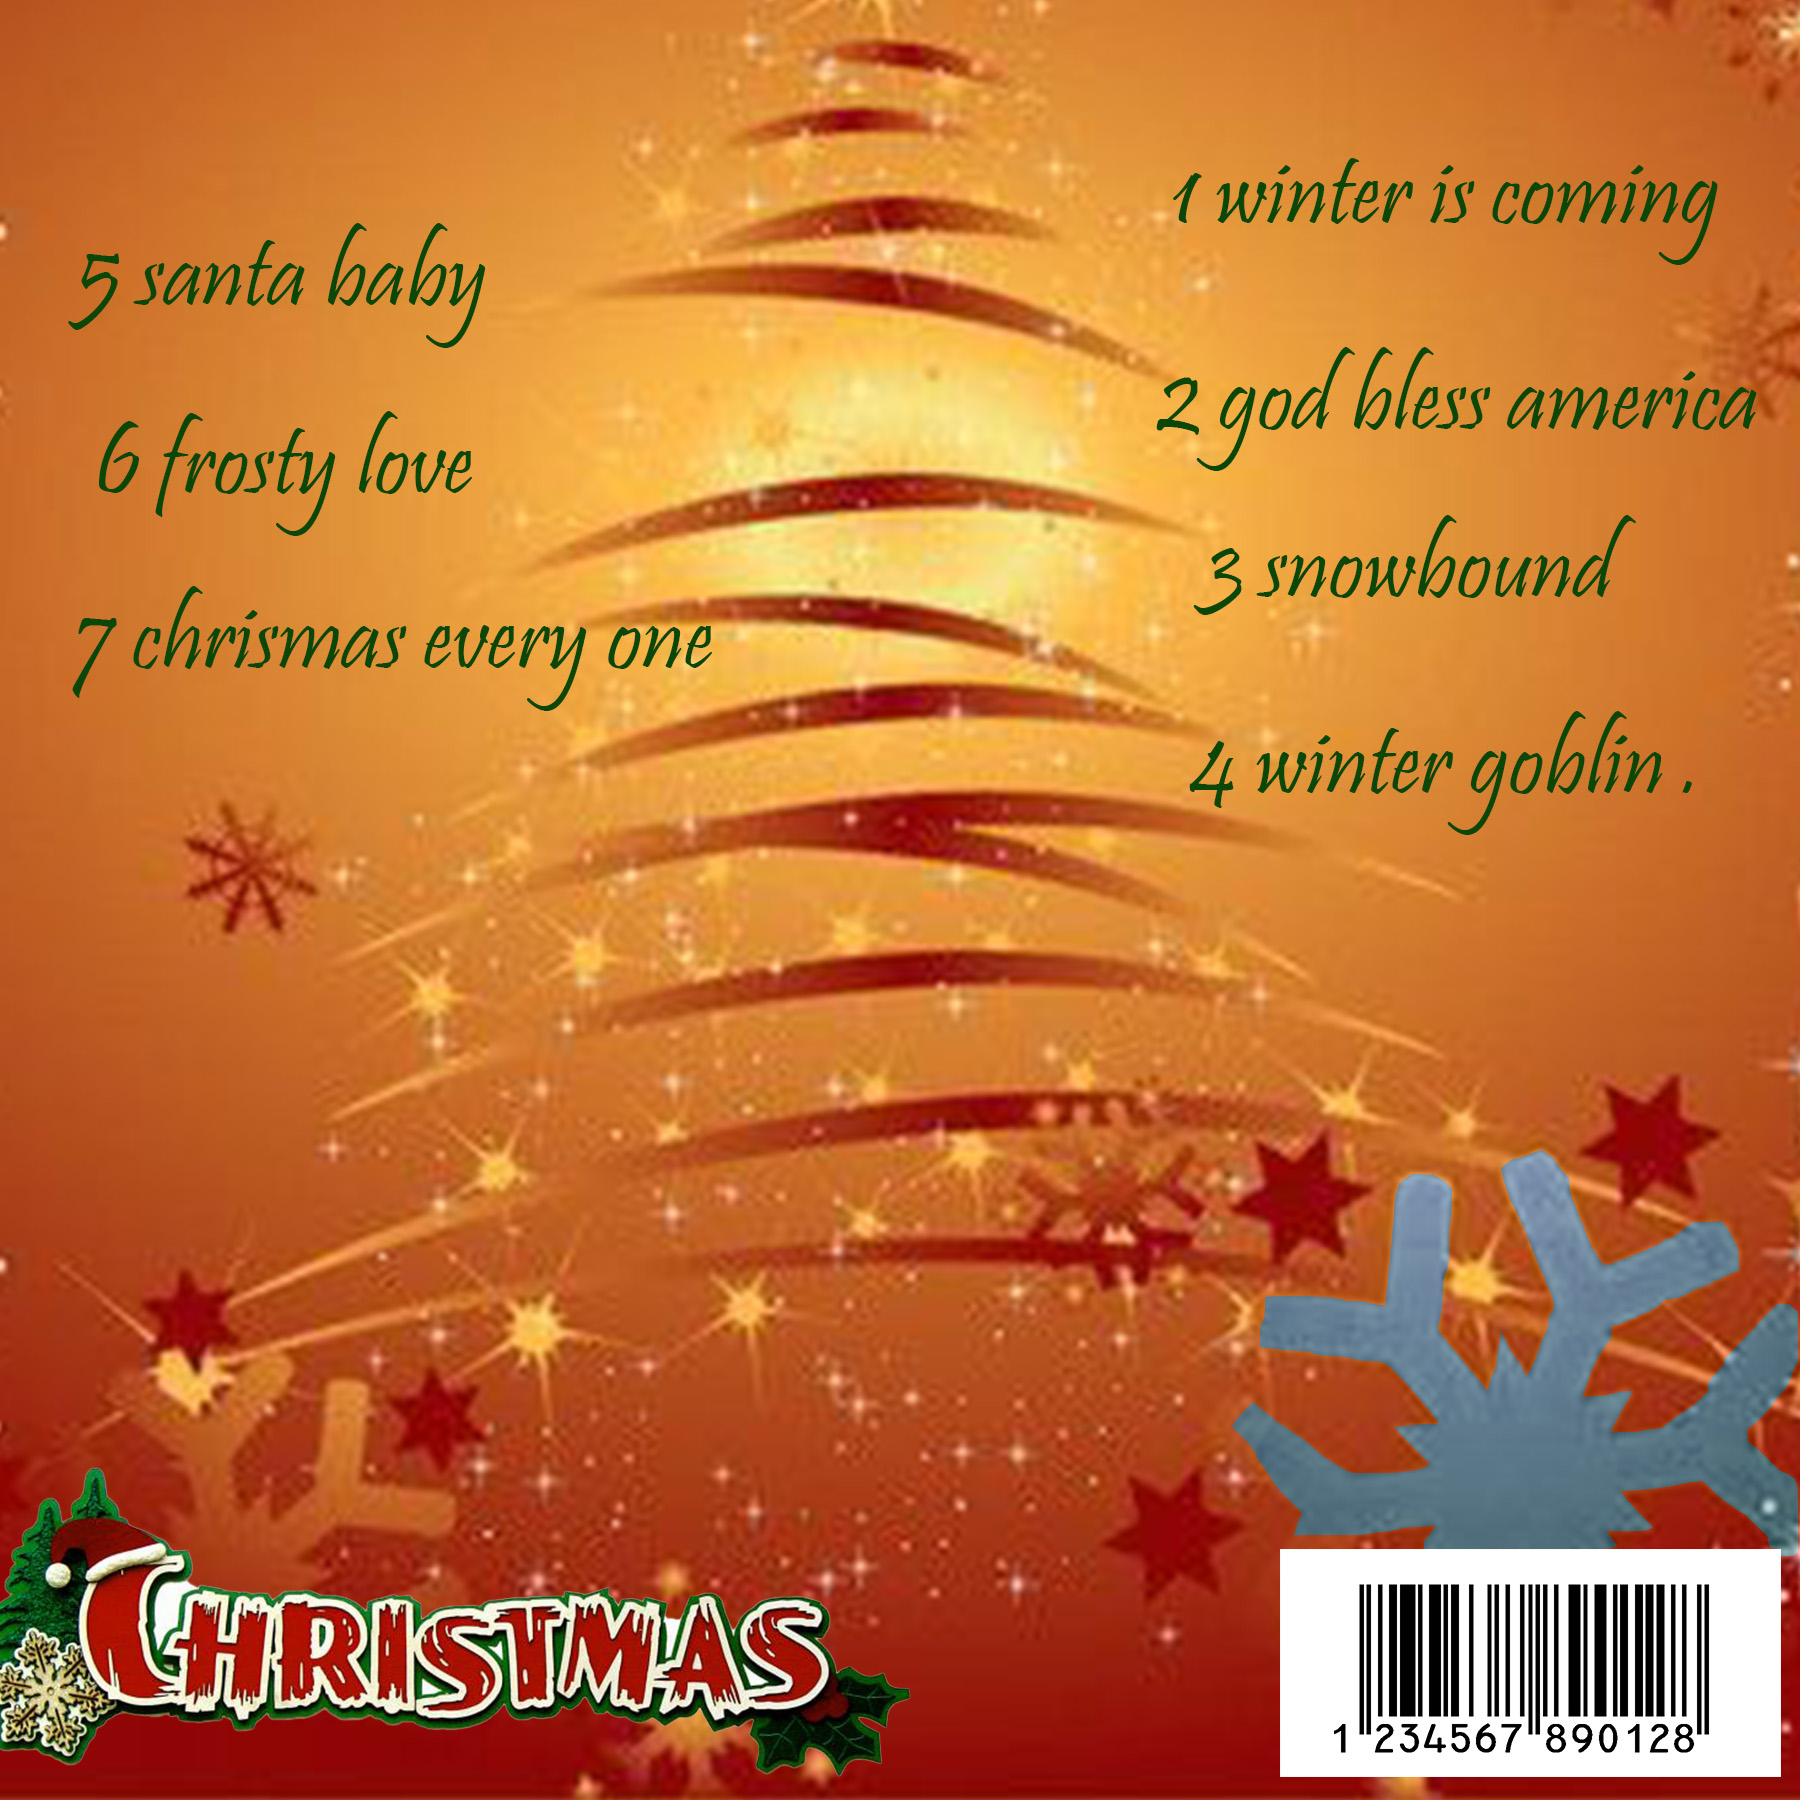 1 winter is coming
2 god bless america
3 snowbound
4 winter goblin .
5 santa baby
6 frosty love
7 chrismas every one
CHRISTMAS
1 234567 890128